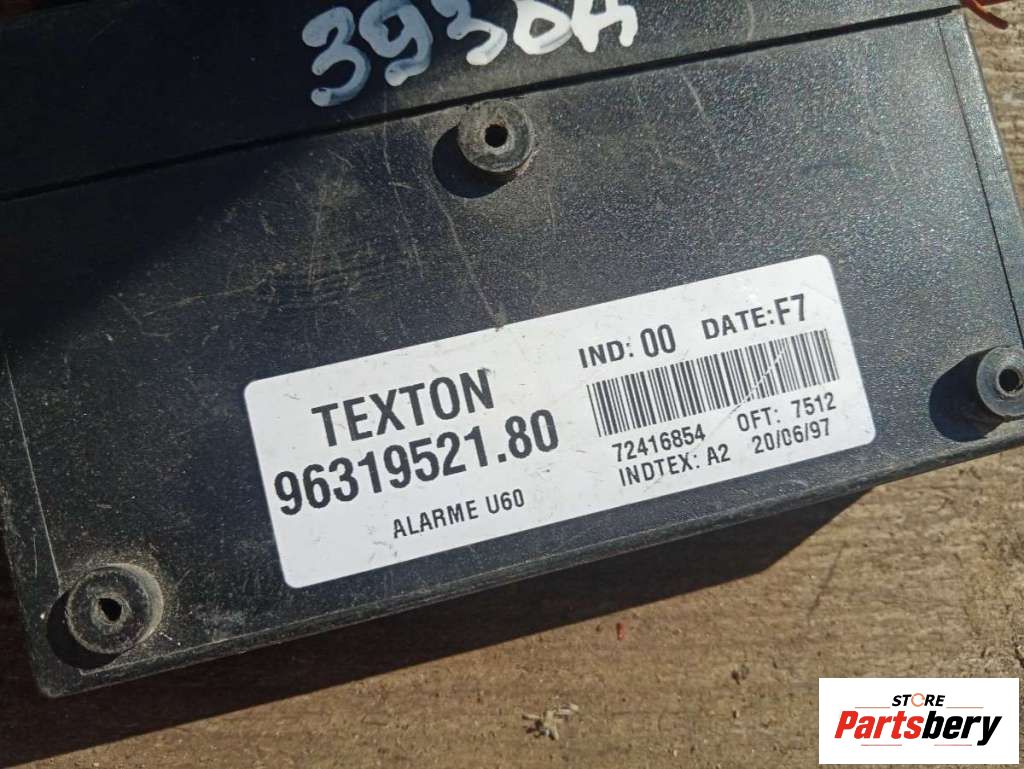 3930A
TEXTON
96319521.80
ALARME U60
IND: 00 DATE: F7
72416854 OFT: 7512
INDTEX: A2 20/06/97
STORE
Partsbery